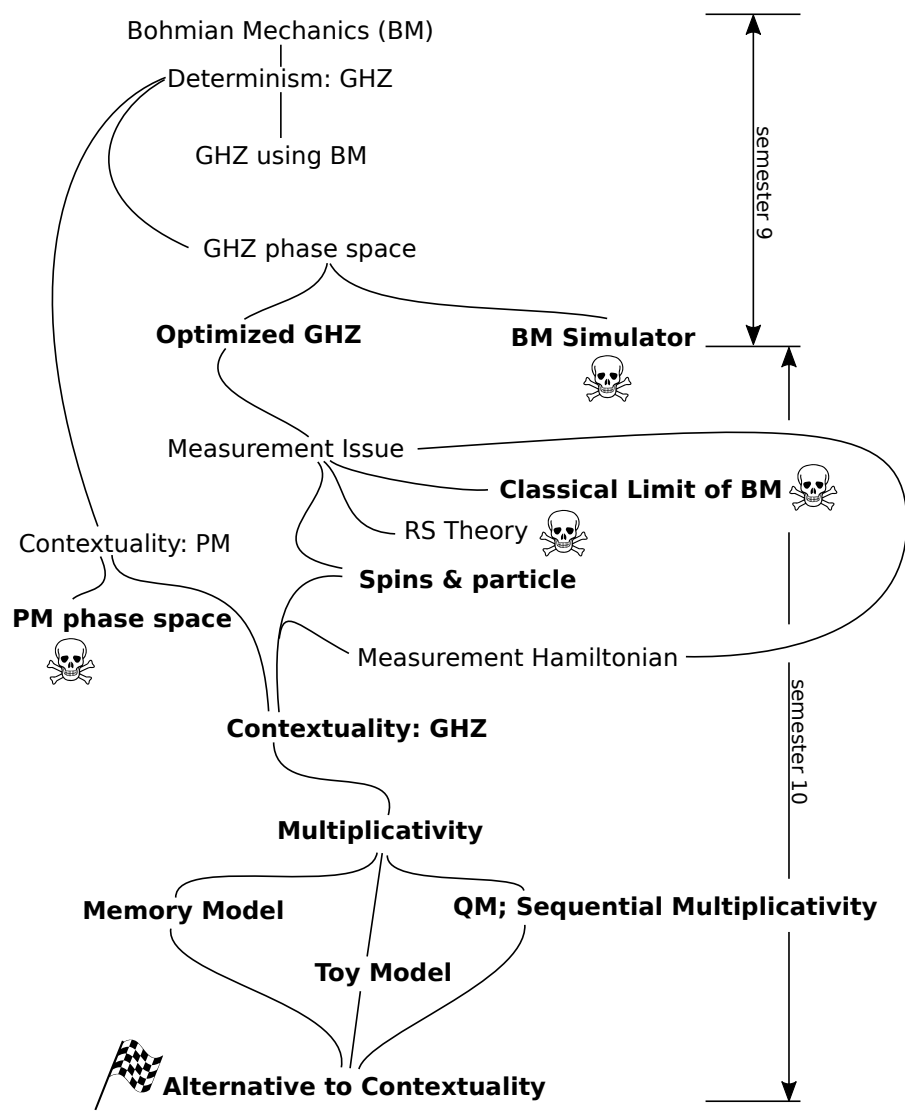 Bohmian Mechanics (BM)
Determinism: GHZ
GHZ using BM
semester 9
GHZ phase space
Optimized GHZ
BM Simulator
Measurement Issue
Classical Limit of BM
RS Theory
Contextuality: PM
Spins & particle
PM phase space
Measurement Hamiltonian
Contextuality: GHZ
semester 10
Multiplicativity
Memory Model
QM; Sequential Multiplicativity
Toy Model
Alternative to Contextuality